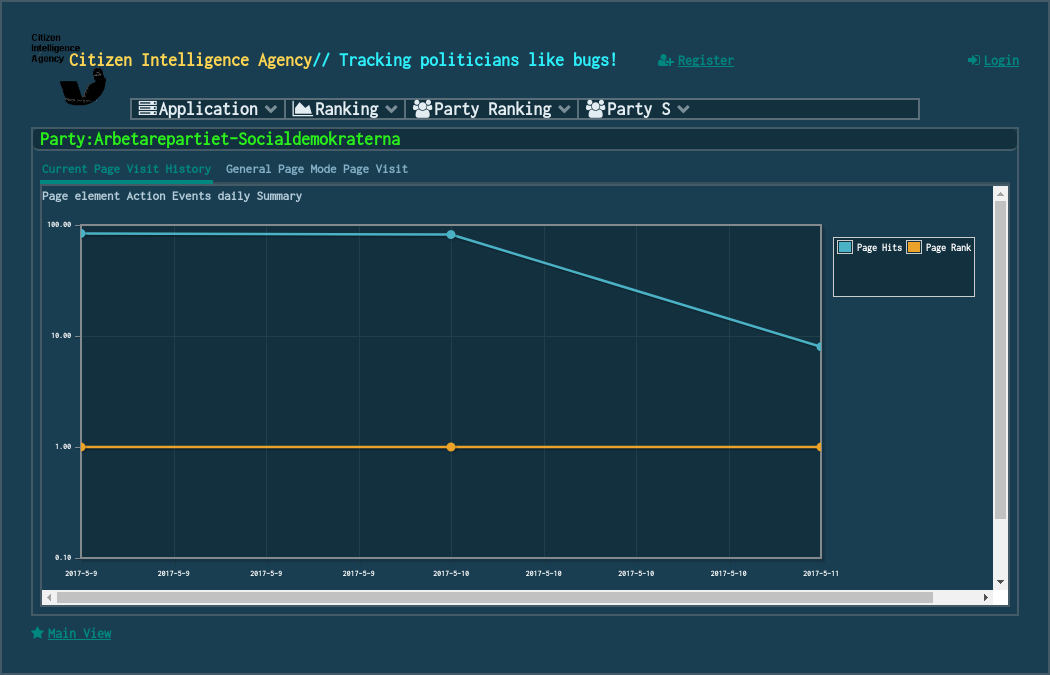 Citizen
Intelligence
Agency
Citizen Intelligence Agency// Tracking politicians like bugs!
Register
Login
Application
Ranking
Party Ranking
Party S
Party:Arbetarepartiet-Socialdemokraterna
Current Page Visit History
General Page Mode Page Visit
Page element Action Events daily Summary
100.00
10.00
1.00
0.10
2017-5-9 2017-5-9 2017-5-9 2017-5-9 2017-5-10 2017-5-10 2017-5-10 2017-5-10 2017-5-11
Page Hits Page Rank
Main View